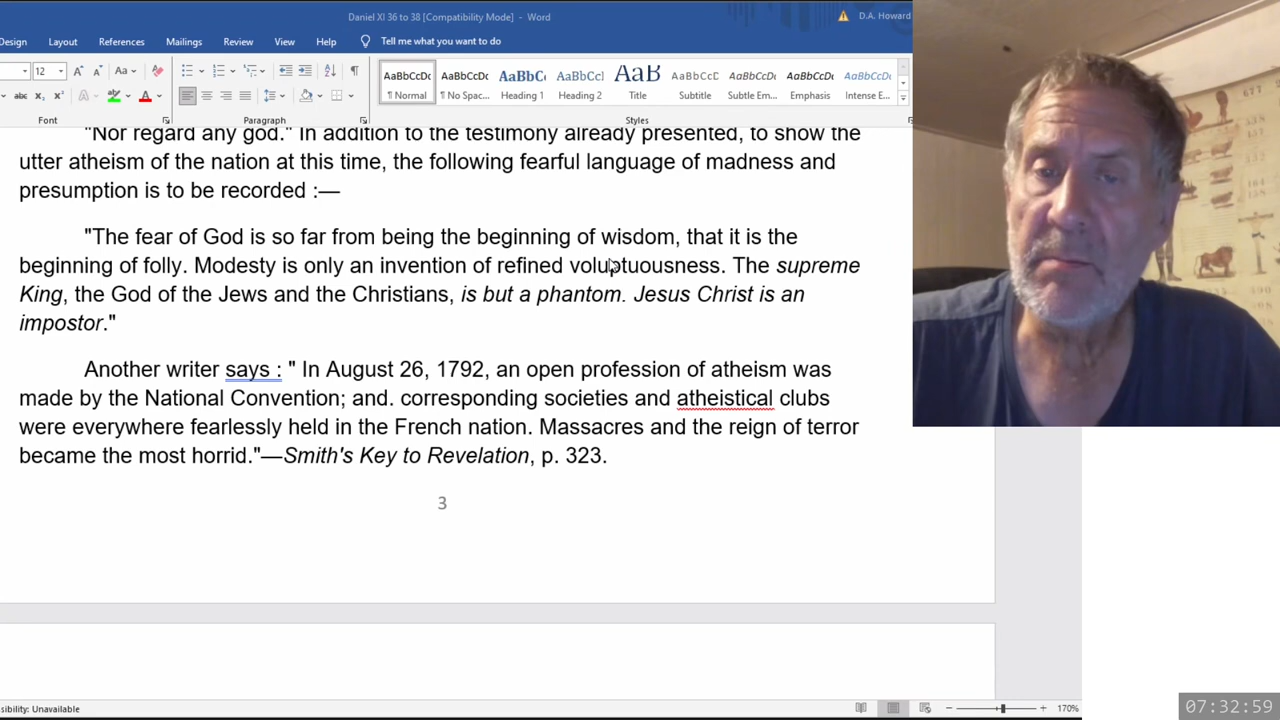 Daniel XI 36 to 38 [Compatibility Mode] - Word
D.A. Howard
Design Layout References Mailings Review View Help Tell me what you want to do
12 Aa
AaBbCcDc AaBbCcDc AaBbCc AaBbCcl AaB AaBbCcD AaBbCcDc AaBbCcDc AaBbCcDc
Normal No Spac... Heading 1 Heading 2 Title Subtitle Subtle Em... Emphasis Intense E...
Font Paragraph Styles
"Nor regard any god." In addition to the testimony already presented, to show the
utter atheism of the nation at this time, the following fearful language of madness and
presumption is to be recorded :—
"The fear of God is so far from being the beginning of wisdom, that it is the
beginning of folly. Modesty is only an invention of refined voluptuousness. The supreme
King, the God of the Jews and the Christians, is but a phantom. Jesus Christ is an
impostor."
Another writer says : " In August 26, 1792, an open profession of atheism was
made by the National Convention; and. corresponding societies and atheistical clubs
were everywhere fearlessly held in the French nation. Massacres and the reign of terror
became the most horrid."—Smith's Key to Revelation, p. 323.
3
sibility: Unavailable
170%
07:32:59
677